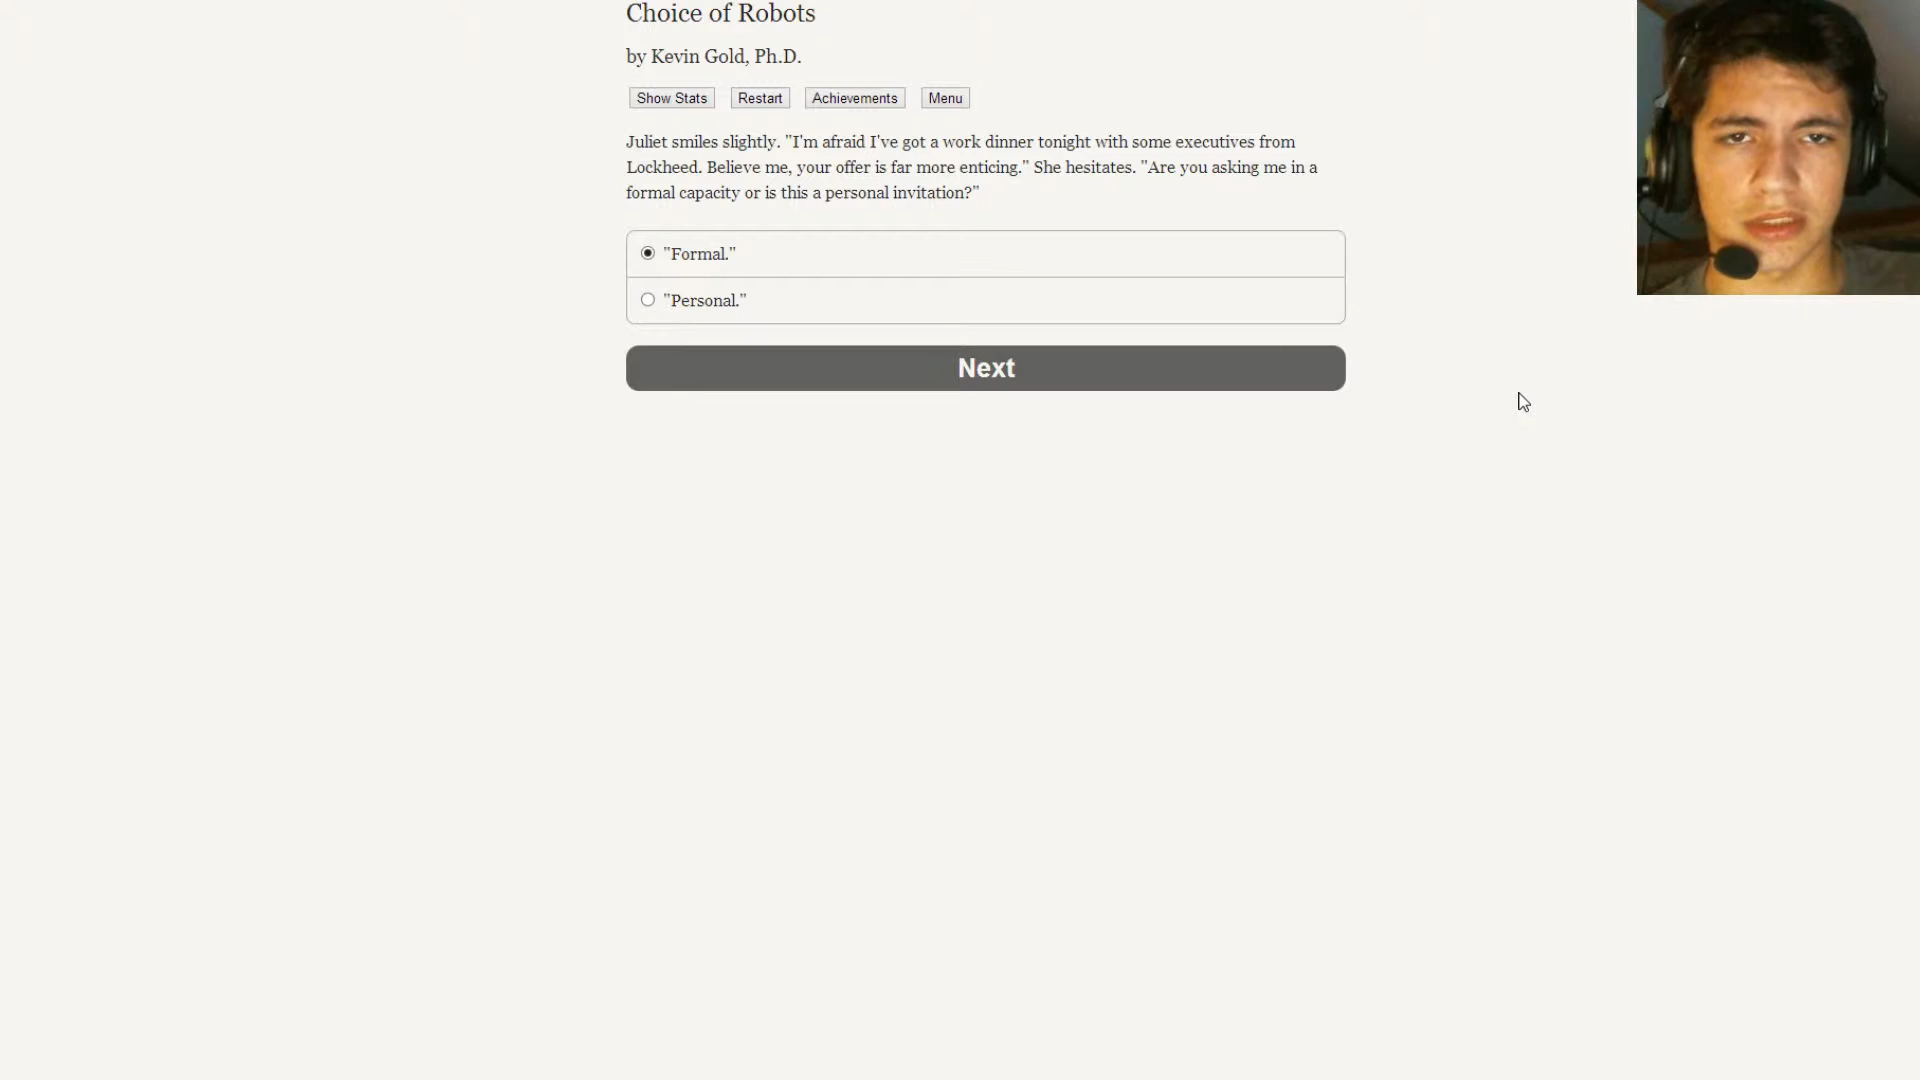 Choice of Robots
by Kevin Gold, Ph.D.
Show Stats Restart Achievements Menu
Juliet smiles slightly. "I'm afraid I've got a work dinner tonight with some executives from
Lockheed. Believe me, your offer is far more enticing." She hesitates. "Are you asking me in a
formal capacity or is this a personal invitation?"
"Formal."
"Personal."
Next